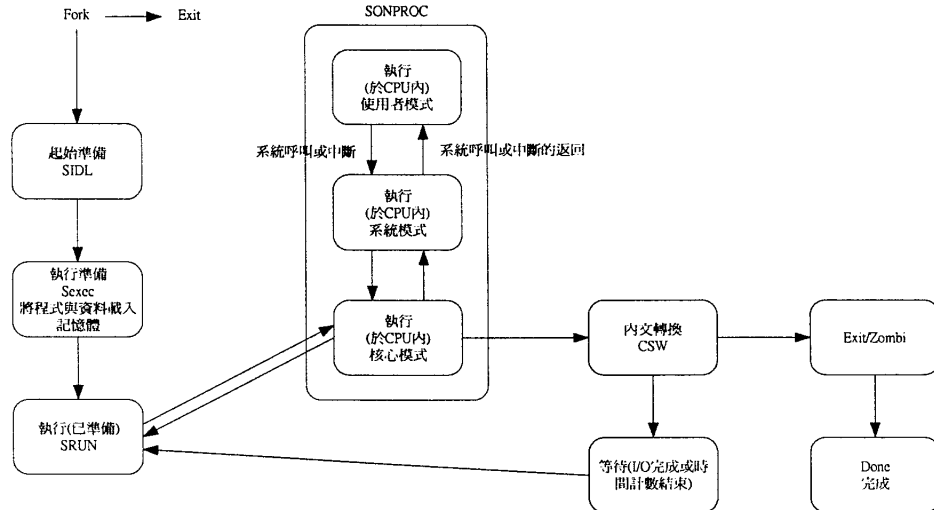 Fork
Exit
SONPROC
執行
(於CPU內)
使用者模式
起始準備
SIDL
系統呼叫或中斷
系統呼叫或中斷的返回
執行
(於CPU內)
系統模式
執行準備
Sexec
將程式與資料載入
記憶體
執行
(於CPU內)
核心模式
內文轉換
CSW
Exit/Zombi
執行(已準備)
SRUN
等待(I/O完成或時
間計數結束)
Done
完成